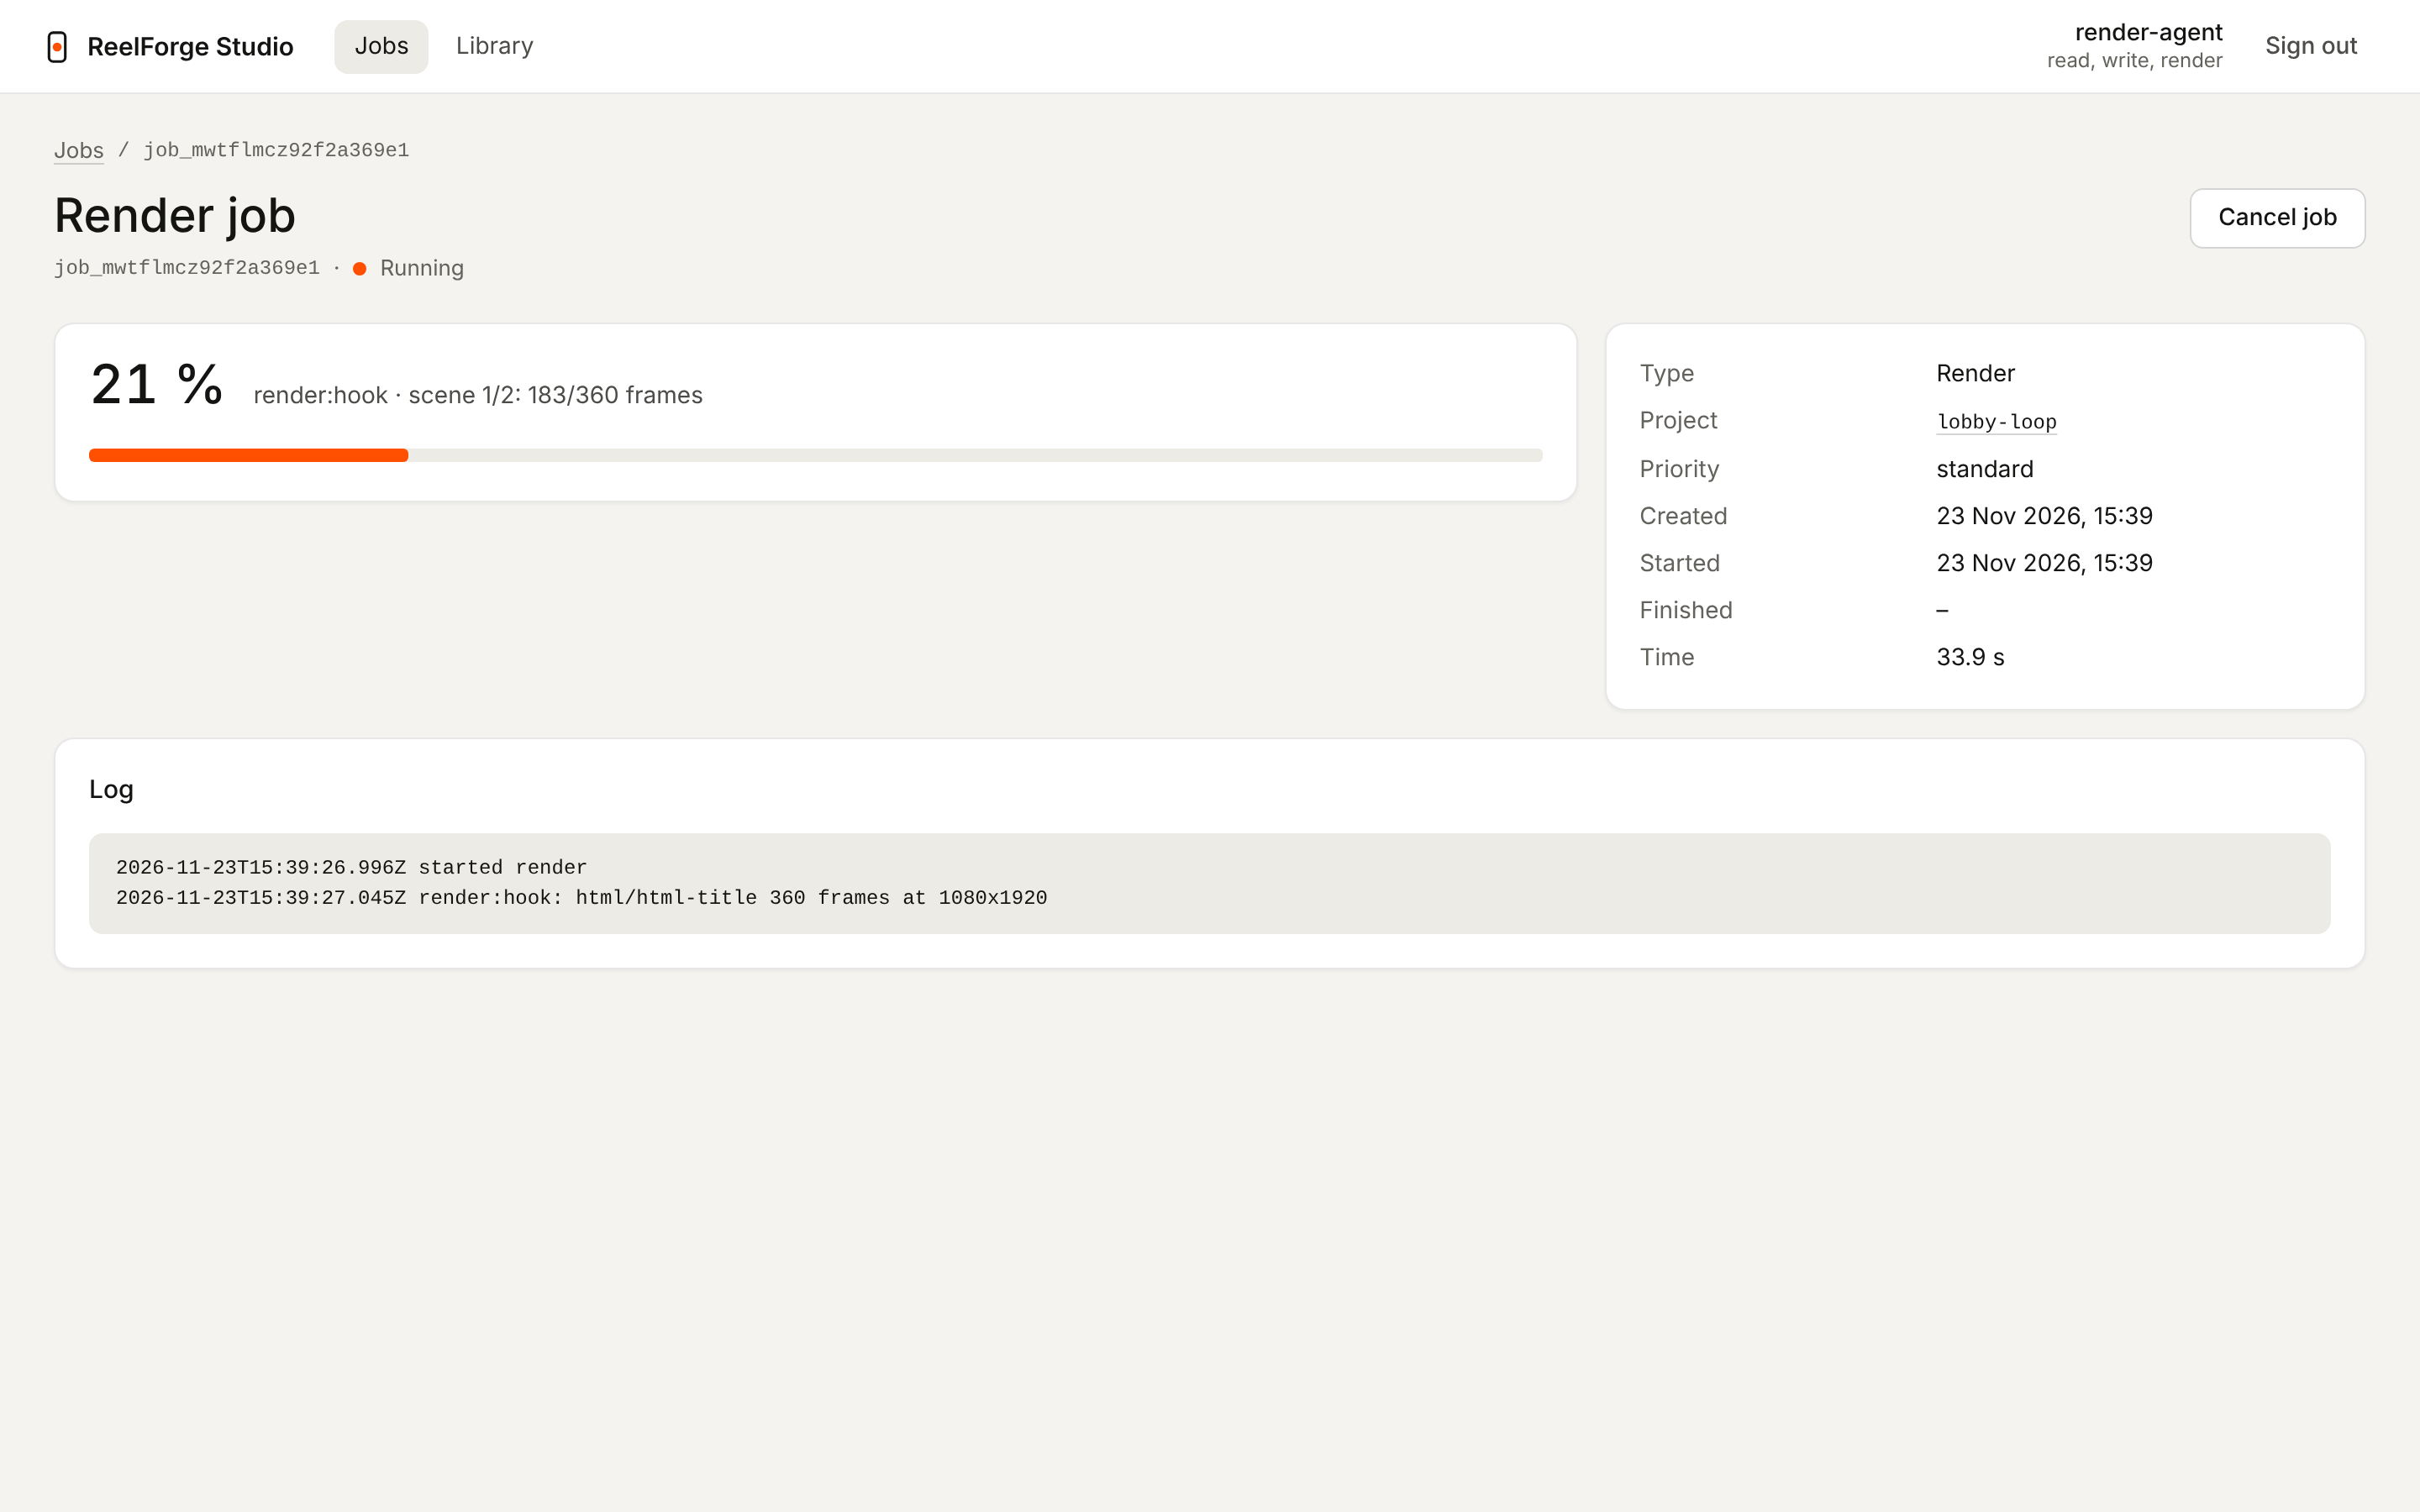 ReelForge Studio
Jobs
Library
render-agent
read, write, render
Sign out
Jobs / job_mwtflmcz92f2a369e1
Render job
Cancel job
job_mwtflmcz92f2a369e1 · Running
21 %
render:hook · scene 1/2: 183/360 frames
Type Render
Project lobby-loop
Priority standard
Created 23 Nov 2026, 15:39
Started 23 Nov 2026, 15:39
Finished –
Time 33.9 s
Log
2026-11-23T15:39:26.996Z started render
2026-11-23T15:39:27.045Z render:hook: html/html-title 360 frames at 1080x1920